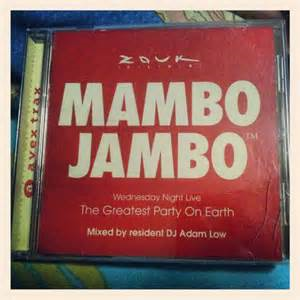 ZOUK
MAMBO
JAMBO™
Wednesday Night Live
The Greatest Party On Earth
Mixed by resident DJ Adam Low
avex trax